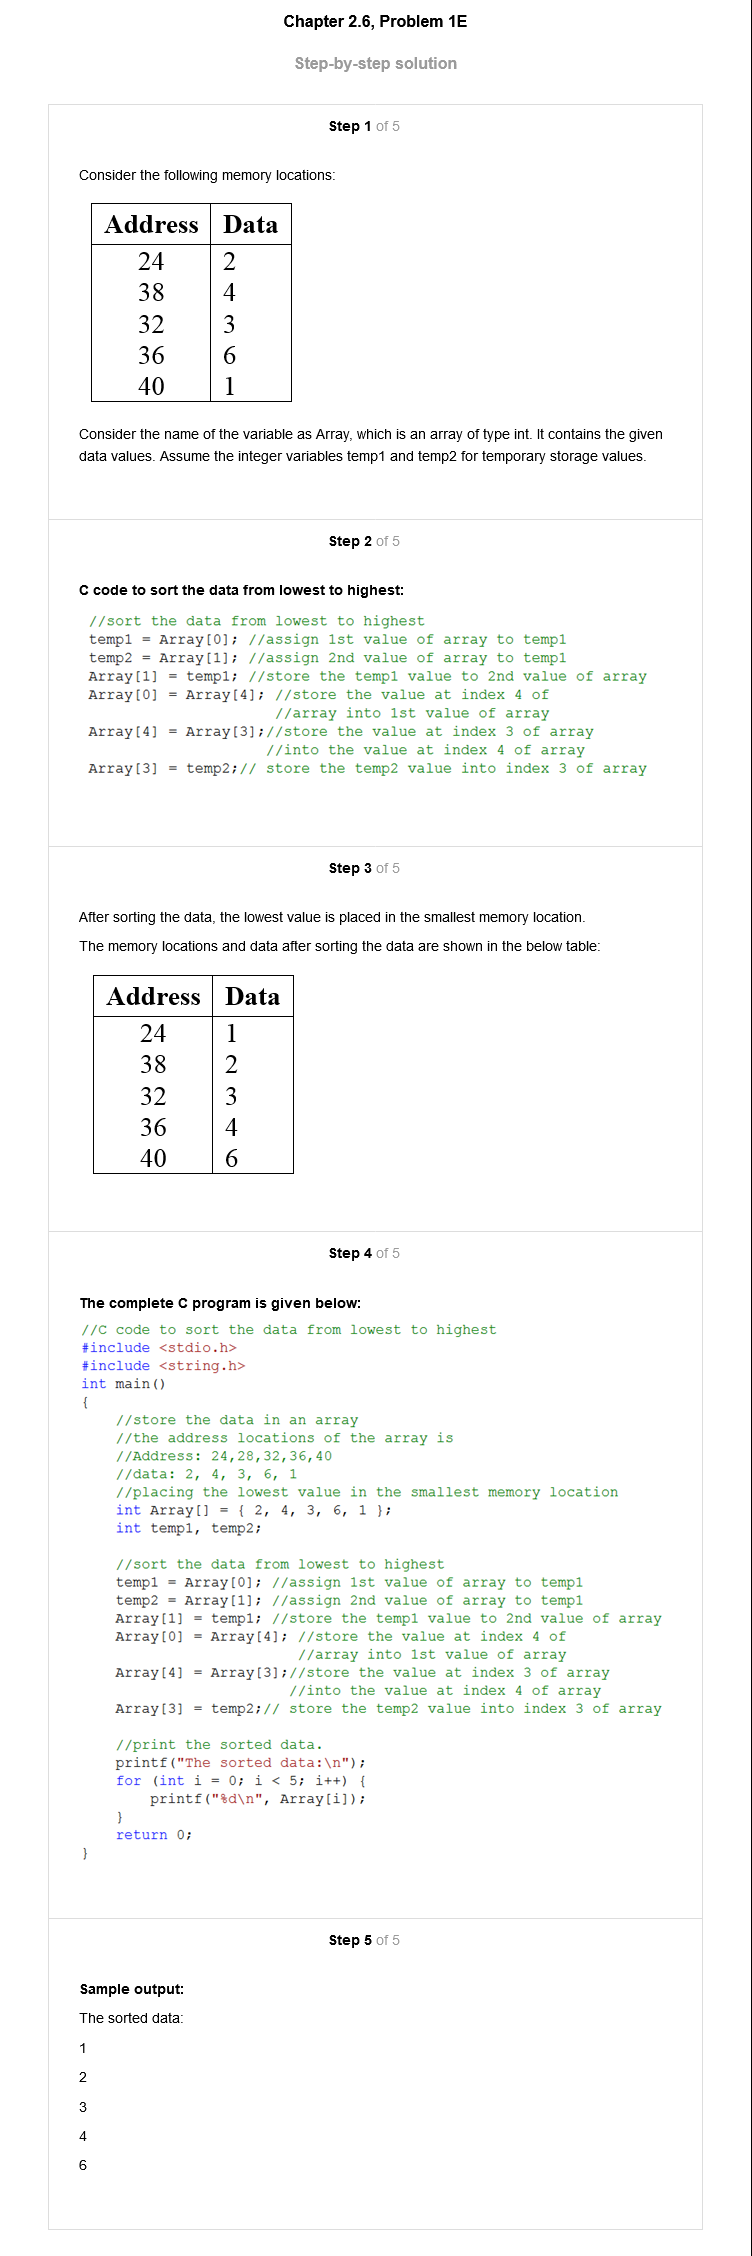 Chapter 2.6, Problem 1E
Step-by-step solution
Step 1 of 5
Consider the following memory locations:
Address Data
24 2
38 4
32 3
36 6
40 1
Consider the name of the variable as Array, which is an array of type int. It contains the given
data values. Assume the integer variables temp1 and temp2 for temporary storage values.
Step 2 of 5
C code to sort the data from lowest to highest:
//sort the data from lowest to highest
temp1 = Array[0]; //assign 1st value of array to temp1
temp2 = Array[1]; //assign 2nd value of array to temp1
Array[1] = temp1; //store the temp1 value to 2nd value of array
Array[0] = Array[4]; //store the value at index 4 of
//array into 1st value of array
Array[4] = Array[3];//store the value at index 3 of array
//into the value at index 4 of array
Array[3] = temp2;// store the temp2 value into index 3 of array
Step 3 of 5
After sorting the data, the lowest value is placed in the smallest memory location.
The memory locations and data after sorting the data are shown in the below table:
Address Data
24 1
38 2
32 3
36 4
40 6
Step 4 of 5
The complete C program is given below:
//C code to sort the data from lowest to highest
#include <stdio.h>
#include <string.h>
int main()
{
//store the data in an array
//the address locations of the array is
//Address: 24,28,32,36,40
//data: 2, 4, 3, 6, 1
//placing the lowest value in the smallest memory location
int Array[] = { 2, 4, 3, 6, 1 };
int temp1, temp2;
//sort the data from lowest to highest
temp1 = Array[0]; //assign 1st value of array to temp1
temp2 = Array[1]; //assign 2nd value of array to temp1
Array[1] = temp1; //store the temp1 value to 2nd value of array
Array[0] = Array[4]; //store the value at index 4 of
//array into 1st value of array
Array[4] = Array[3];//store the value at index 3 of array
//into the value at index 4 of array
Array[3] = temp2;// store the temp2 value into index 3 of array
//print the sorted data.
printf("The sorted data:\n");
for (int i = 0; i < 5; i++) {
printf("%d\n", Array[i]);
}
return 0;
}
Step 5 of 5
Sample output:
The sorted data:
1
2
3
4
6